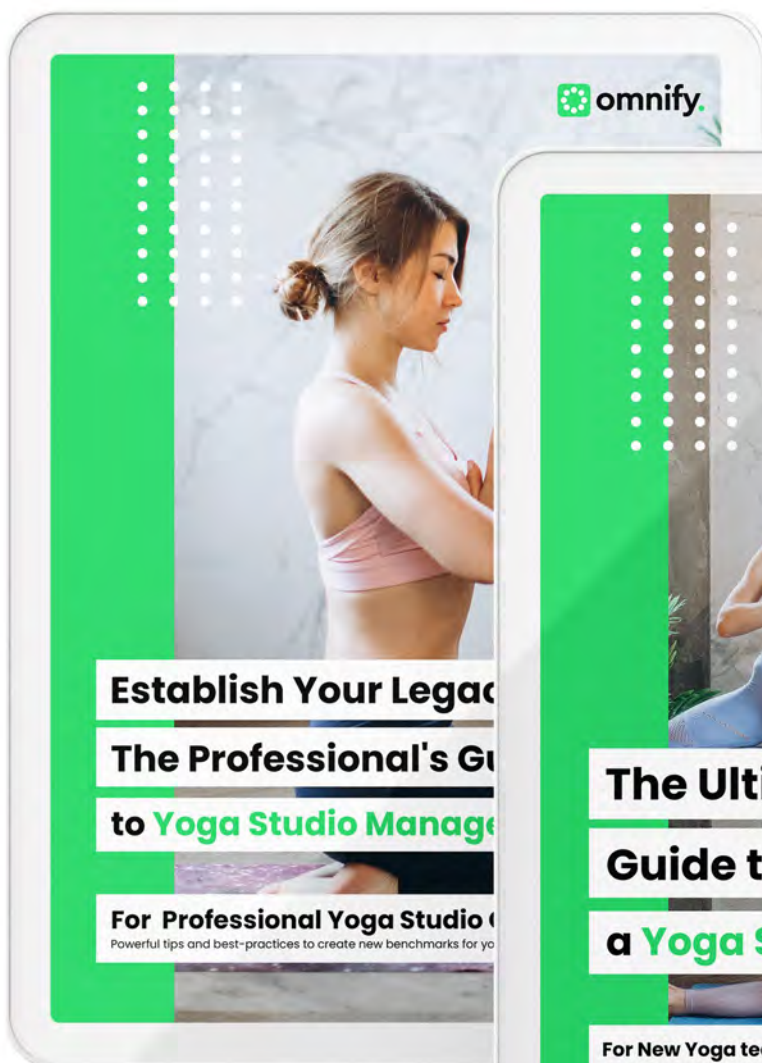 omnify.
Establish Your Legac
The Professional's Gu
to Yoga Studio Manage
For Professional Yoga Studio
Powerful tips and best-practices to create new benchmarks for yo
The Ulti
Guide t
a Yoga S
For New Yoga tea